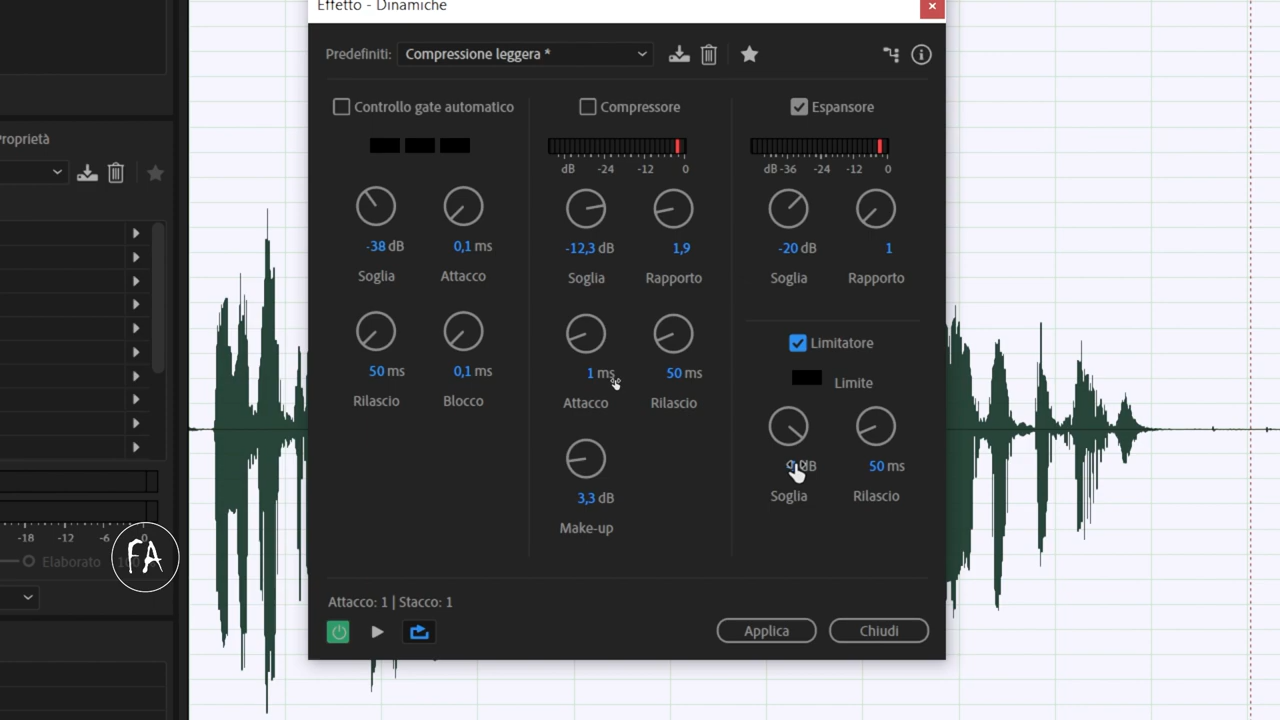 Effetto - Dinamiche
Predefiniti: Compressione leggera *
Proprietà
Controllo gate automatico
Compressore
Espansore
dB -24 -12 0
dB -36 -24 -12 0
-38 dB
0,1 ms
-12,3 dB
1,9
-20 dB
1
Soglia
Attacco
Soglia
Rapporto
Soglia
Rapporto
Limitatore
50 ms
0,1 ms
1 ms
50 ms
Limite
Rilascio
Blocco
Attacco
Rilascio
dB
50 ms
3,3 dB
Soglia
Rilascio
Make-up
-18 -12 -6 0
FA
Elaborato
Attacco: 1 | Stacco: 1
Applica
Chiudi